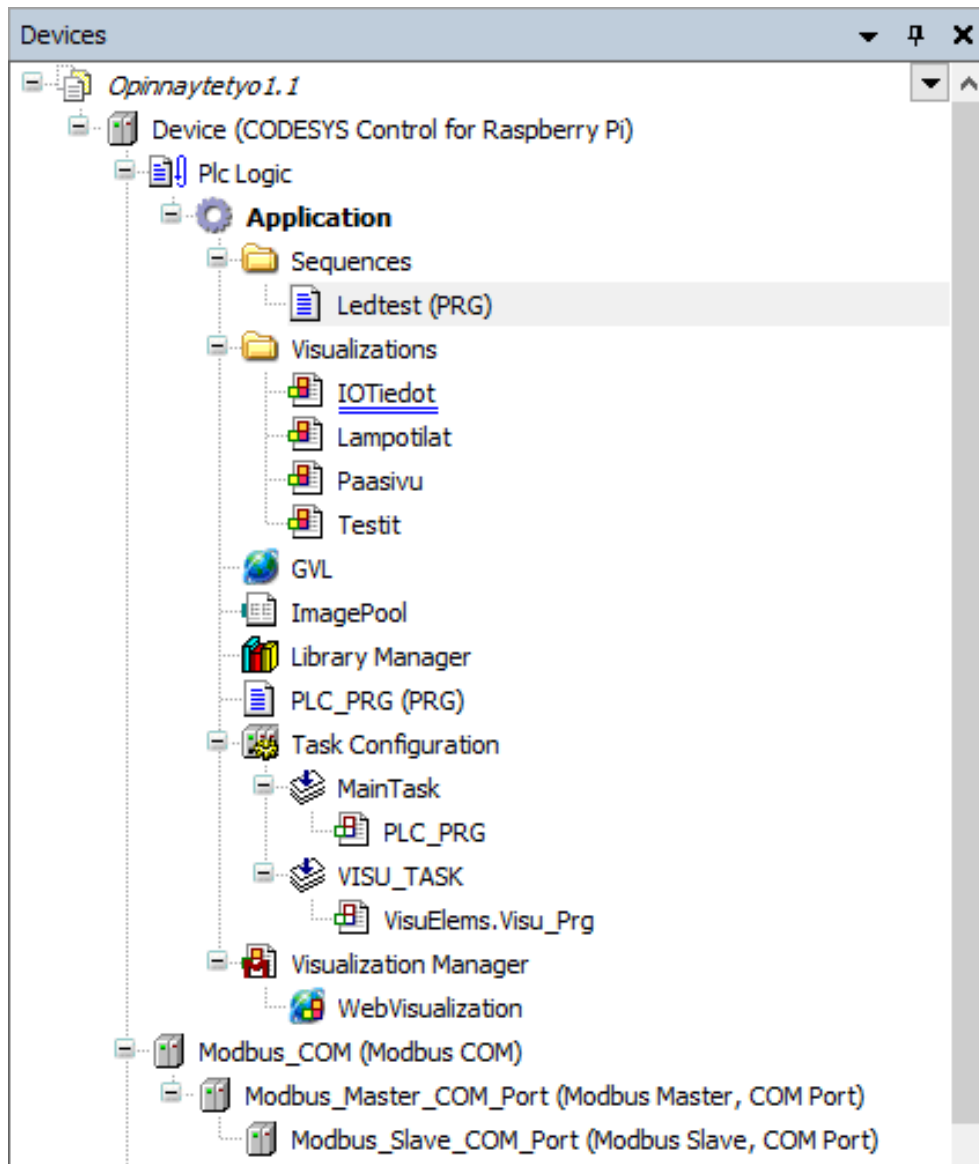 Devices
Opinnaytetyo1.1
Device (CODESYS Control for Raspberry Pi)
Plc Logic
Application
Sequences
Ledtest (PRG)
Visualizations
IOTiedot
Lampotilat
Paasivu
Testit
GVL
ImagePool
Library Manager
PLC_PRG (PRG)
Task Configuration
MainTask
PLC_PRG
VISU_TASK
VisuElems.Visu_Prg
Visualization Manager
WebVisualization
Modbus_COM (Modbus COM)
Modbus_Master_COM_Port (Modbus Master, COM Port)
Modbus_Slave_COM_Port (Modbus Slave, COM Port)